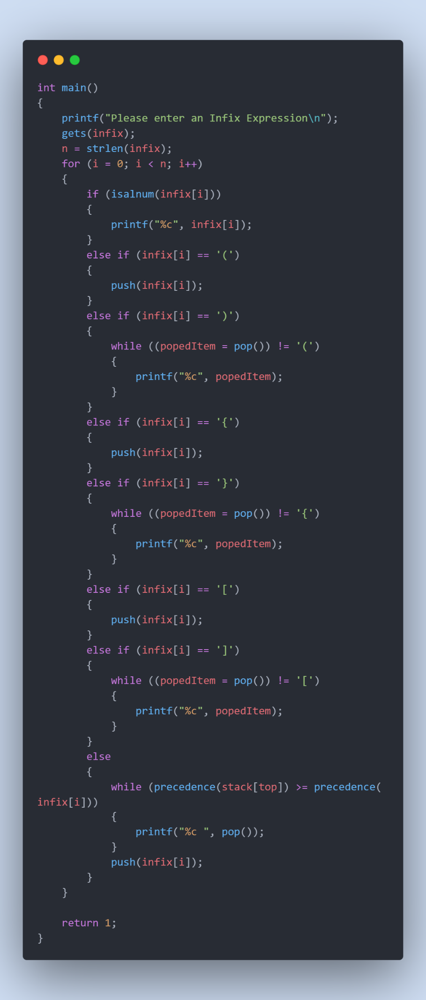 int main()
{
    printf("Please enter an Infix Expression\n");
    gets(infix);
    n = strlen(infix);
    for (i = 0; i < n; i++)
    {
        if (isalnum(infix[i]))
        {
            printf("%c", infix[i]);
        }
        else if (infix[i] == '(')
        {
            push(infix[i]);
        }
        else if (infix[i] == ')')
        {
            while ((popedItem = pop()) != '(')
            {
                printf("%c", popedItem);
            }
        }
        else if (infix[i] == '{')
        {
            push(infix[i]);
        }
        else if (infix[i] == '}')
        {
            while ((popedItem = pop()) != '{')
            {
                printf("%c", popedItem);
            }
        }
        else if (infix[i] == '[')
        {
            push(infix[i]);
        }
        else if (infix[i] == ']')
        {
            while ((popedItem = pop()) != '[')
            {
                printf("%c", popedItem);
            }
        }
        else
        {
            while (precedence(stack[top]) >= precedence(
infix[i]))
            {
                printf("%c ", pop());
            }
            push(infix[i]);
        }
    }

    return 1;
}